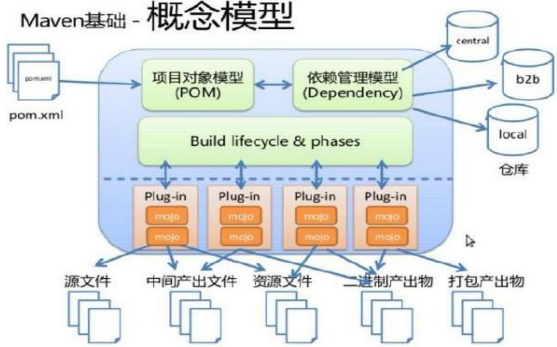 Maven基础 - 概念模型
central
pom.xml
项目对象模型
(POM)
依赖管理模型
(Dependency)
b2b
pom.xml
local
Build lifecycle & phases
仓库
Plug-in
Plug-in
Plug-in
Plug-in
mojo
mojo
mojo
mojo
mojo
mojo
mojo
mojo
源文件
中间产出文件
资源文件
二进制产出物
打包产出物